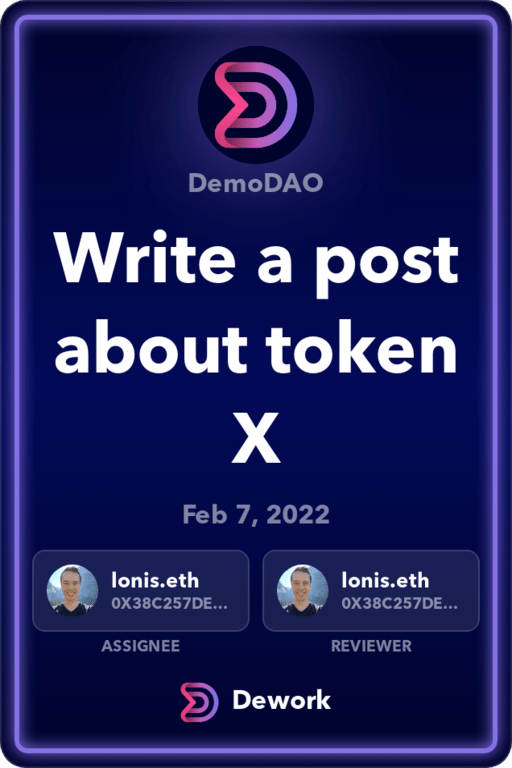 DemoDAO
Write a post
about token
X
Feb 7, 2022
lonis.eth
0X38C257DE...
ASSIGNEE
lonis.eth
0X38C257DE...
REVIEWER
Dework